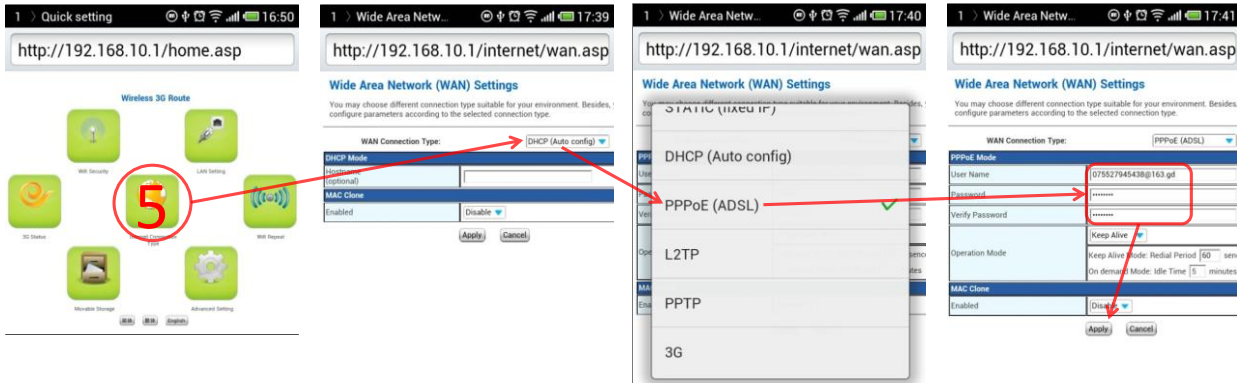 1 〉 Quick setting 16:50
http://192.168.10.1/home.asp
Wireless 3G Route
Wifi Security
LAN Setting
3G Status
5
Type
Wifi Repeat
Movable Storage
Advanced Setting
English
1 〉 Wide Area Netw... 17:39
http://192.168.10.1/internet/wan.asp
Wide Area Network (WAN) Settings
You may choose different connection type suitable for your environment. Besides,
configure parameters according to the selected connection type.
WAN Connection Type: DHCP (Auto config)
DHCP Mode
Hostname
(optional)
MAC Clone
Enabled Disable
Apply Cancel
1 〉 Wide Area Netw... 17:40
http://192.168.10.1/internet/wan.asp
Wide Area Network (WAN) Settings
STATIC (fixed IP)
DHCP (Auto config)
PPPoE (ADSL)
L2TP
PPTP
3G
1 〉 Wide Area Netw... 17:41
http://192.168.10.1/internet/wan.asp
Wide Area Network (WAN) Settings
You may choose different connection type suitable for your environment. Besides,
configure parameters according to the selected connection type.
WAN Connection Type: PPPoE (ADSL)
PPPoE Mode
User Name 075527945438@163.gd
Password ********
Verify Password ********
Keep Alive
Operation Mode
Keep Alive Mode: Redial Period 60 sen
On demand Mode: Idle Time 5 minutes
MAC Clone
Enabled Disable
Apply Cancel